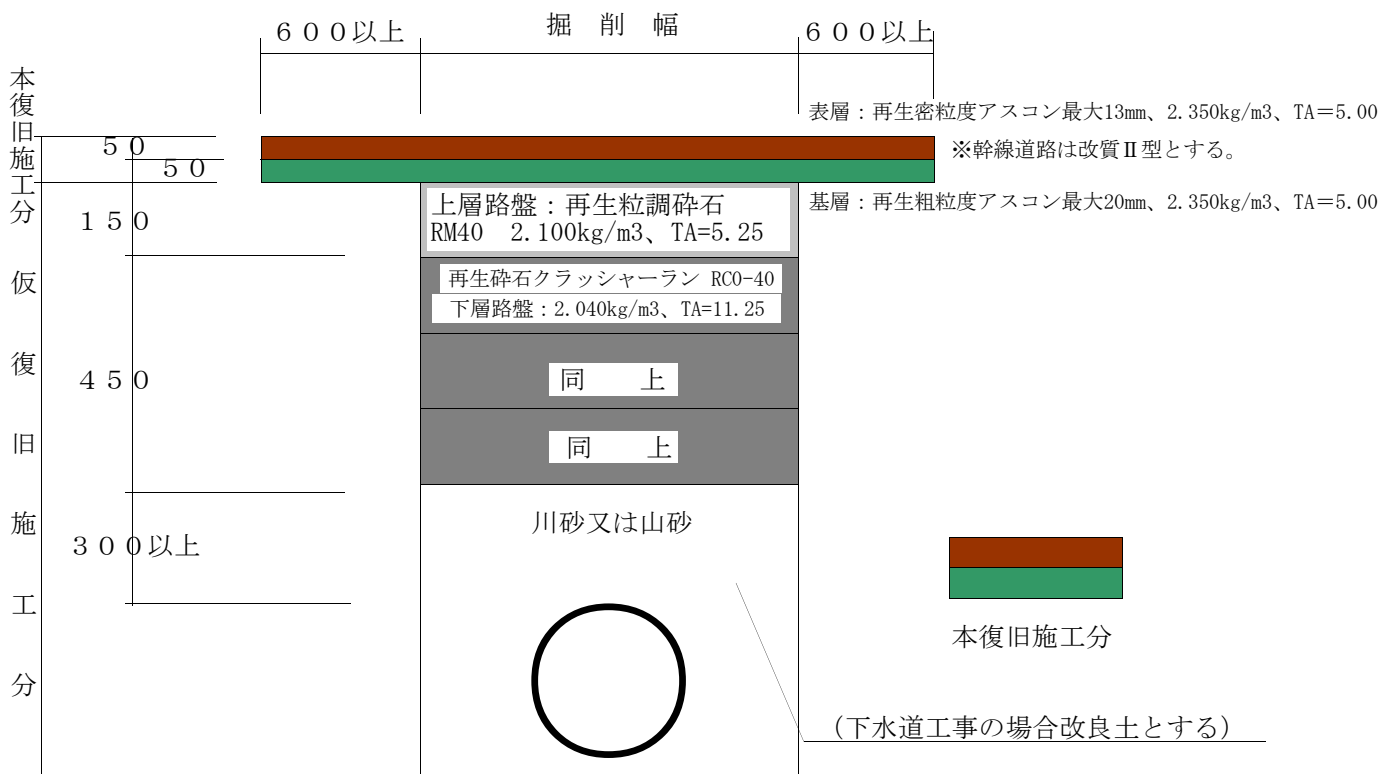 ６００以上
掘　削　幅
６００以上
本復旧施工分
表層：再生密粒度アスコン最大13mm、2.350kg/m3、TA＝5.00
５０
※幹線道路は改質Ⅱ型とする。
５０
基層：再生粗粒度アスコン最大20mm、2.350kg/m3、TA＝5.00
１５０
上層路盤：再生粒調砕石
RM40　2.100kg/m3、TA=5.25
仮復旧施工分
再生砕石クラッシャーラン RC0-40
下層路盤：2.040kg/m3、TA=11.25
４５０
同　　上
同　　上
川砂又は山砂
３００以上
本復旧施工分
（下水道工事の場合改良土とする）